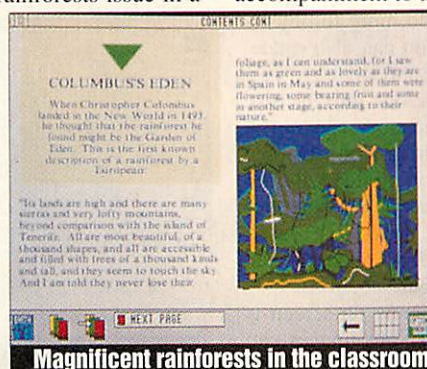 rainforests issue in a
accompaniment to
CONTENTS CONT
COLUMBUS'S EDEN
When Christopher Colombus
landed in the New World in 1493,
he thought that the rainforest he
found might be the Garden of
Eden. This is the first known
description of a rainforest by a
European:
"Its lands are high and there are many
sierras and very lofty mountains,
beyond comparison with the island of
Tenerife. All are most beautiful, of a
thousand shapes, and all are accessible
and filled with trees of a thousand kinds
and tall, and they seem to touch the sky.
And I am told they never lose their
foliage, as I can understand, for I saw
them as green and as lovely as they are
in Spain in May and some of them were
flowering, some bearing fruit and some
in another stage, according to their
nature."
NEXT PAGE
Magnificent rainforests in the classroom